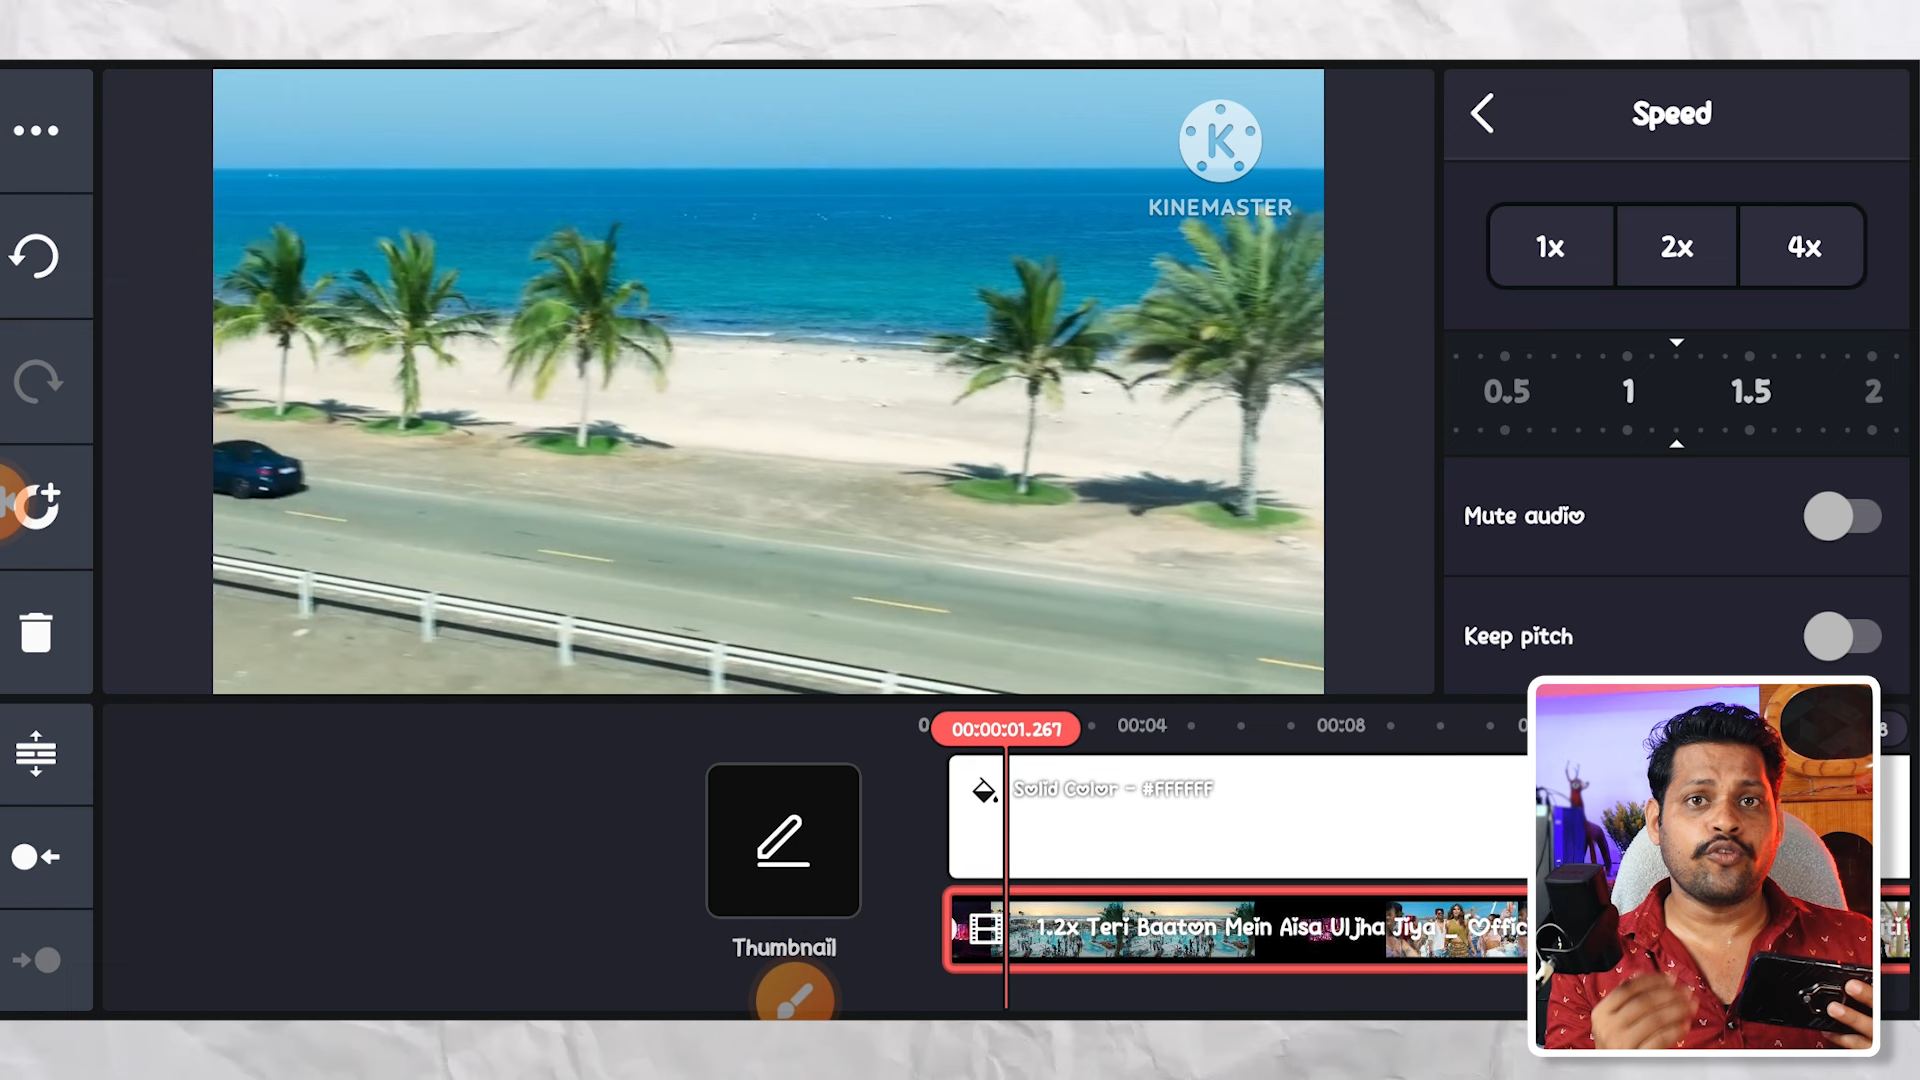 K
KINEMASTER
Speed
1x 2x 4x
0.5 1 1.5 2
Mute audio
Keep pitch
00:00:01.267 00:04 00:08
Solid Color - #FFFFFF
1.2x Teri Baaton Mein Aisa Uljha Jiya _ Offic
Thumbnail